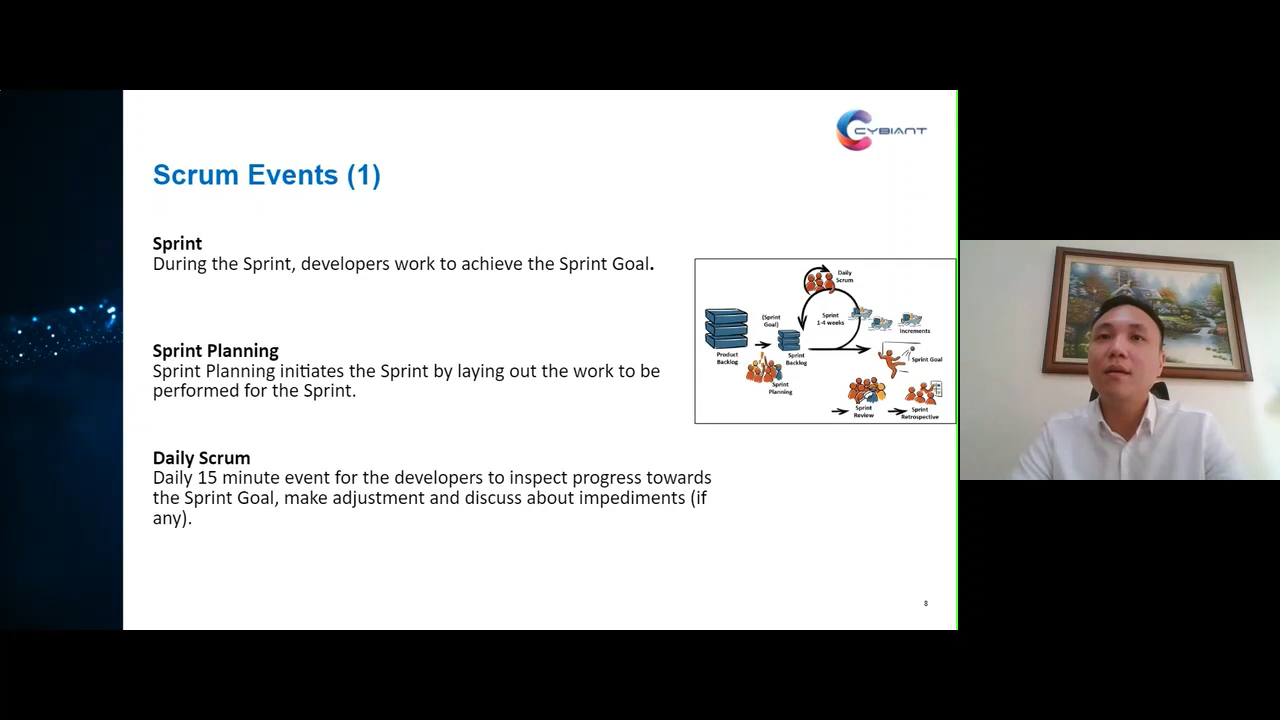 CYBIANT
Scrum Events (1)
Sprint
During the Sprint, developers work to achieve the Sprint Goal.
Sprint Planning
Sprint Planning initiates the Sprint by laying out the work to be
performed for the Sprint.
Daily Scrum
Daily 15 minute event for the developers to inspect progress towards
the Sprint Goal, make adjustment and discuss about impediments (if
any).
Daily
Scrum
Sprint
1-4 weeks
(Sprint
Goal)
Increments
Product
Backlog
Sprint
Backlog
Sprint Goal
Sprint
Planning
Sprint
Review
Sprint
Retrospective
8